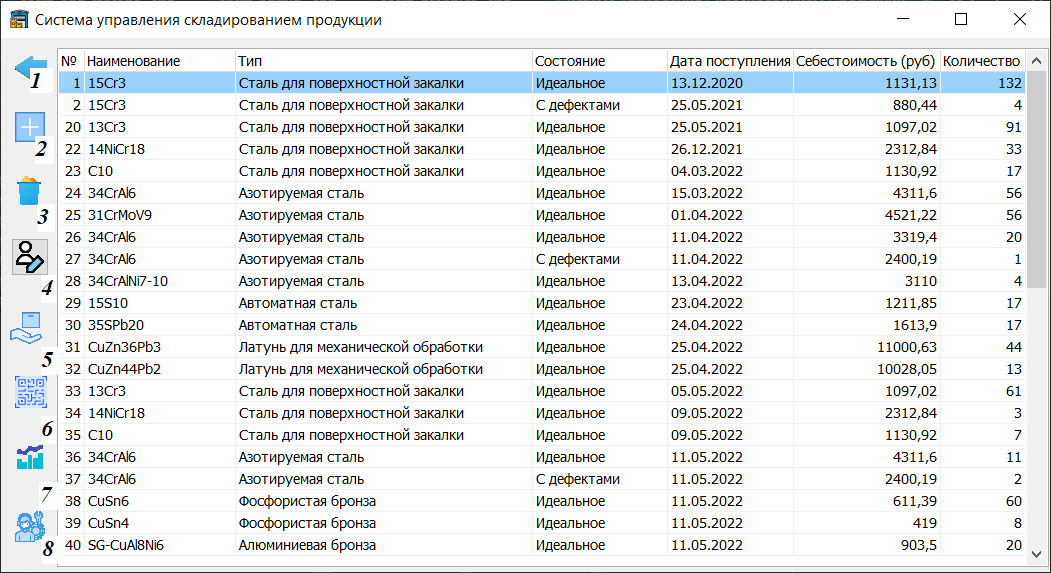 Система управления складированием продукции
№ Наименование Тип Состояние Дата поступления Себестоимость (руб) Количество
1 15Cr3 Сталь для поверхностной закалки Идеальное 13.12.2020 1131,13 132
2 15Cr3 Сталь для поверхностной закалки С дефектами 25.05.2021 880,44 4
20 13Cr3 Сталь для поверхностной закалки Идеальное 25.05.2021 1097,02 91
22 14NiCr18 Сталь для поверхностной закалки Идеальное 26.12.2021 2312,84 33
23 C10 Сталь для поверхностной закалки Идеальное 04.03.2022 1130,92 17
24 34CrAl6 Азотируемая сталь Идеальное 15.03.2022 4311,6 56
25 31CrMoV9 Азотируемая сталь Идеальное 01.04.2022 4521,22 56
26 34CrAl6 Азотируемая сталь Идеальное 11.04.2022 3319,4 20
27 34CrAl6 Азотируемая сталь С дефектами 11.04.2022 2400,19 1
28 34CrAlNi7-10 Азотируемая сталь Идеальное 13.04.2022 3110 4
29 15S10 Автоматная сталь Идеальное 23.04.2022 1211,85 17
30 35SPb20 Автоматная сталь Идеальное 24.04.2022 1613,9 17
31 CuZn36Pb3 Латунь для механической обработки Идеальное 25.04.2022 11000,63 44
32 CuZn44Pb2 Латунь для механической обработки Идеальное 25.04.2022 10028,05 13
33 13Cr3 Сталь для поверхностной закалки Идеальное 05.05.2022 1097,02 61
34 14NiCr18 Сталь для поверхностной закалки Идеальное 09.05.2022 2312,84 3
35 C10 Сталь для поверхностной закалки Идеальное 09.05.2022 1130,92 7
36 34CrAl6 Азотируемая сталь Идеальное 11.05.2022 4311,6 11
37 34CrAl6 Азотируемая сталь С дефектами 11.05.2022 2400,19 2
38 CuSn6 Фосфористая бронза Идеальное 11.05.2022 611,39 60
39 CuSn4 Фосфористая бронза Идеальное 11.05.2022 419 8
40 SG-CuAl8Ni6 Алюминиевая бронза Идеальное 11.05.2022 903,5 20
1
2
3
4
5
6
7
8